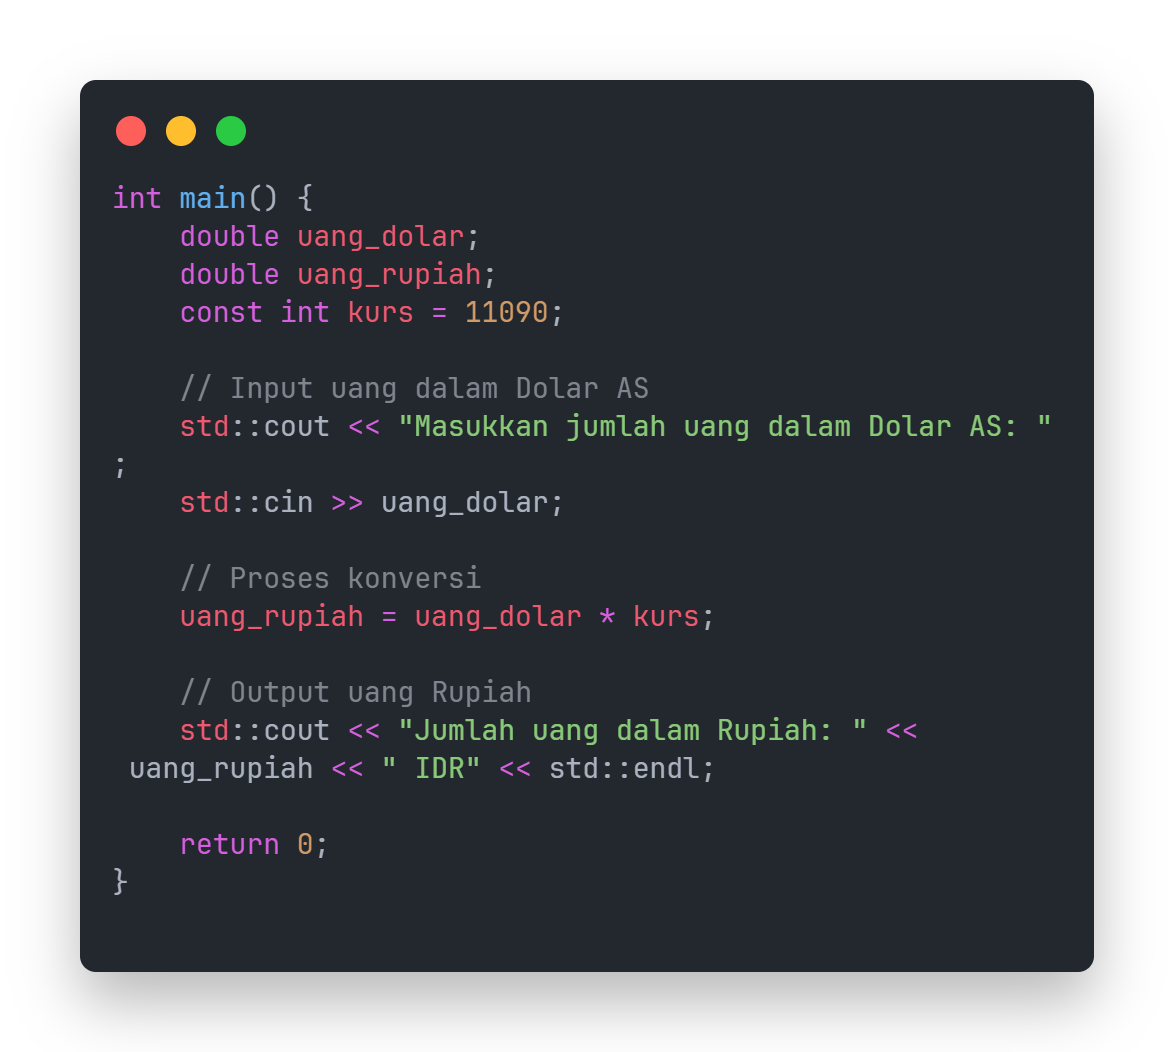 int main() {
    double uang_dolar;
    double uang_rupiah;
    const int kurs = 11090;

    // Input uang dalam Dolar AS
    std::cout << "Masukkan jumlah uang dalam Dolar AS: "
;
    std::cin >> uang_dolar;

    // Proses konversi
    uang_rupiah = uang_dolar * kurs;

    // Output uang Rupiah
    std::cout << "Jumlah uang dalam Rupiah: " <<
 uang_rupiah << " IDR" << std::endl;

    return 0;
}